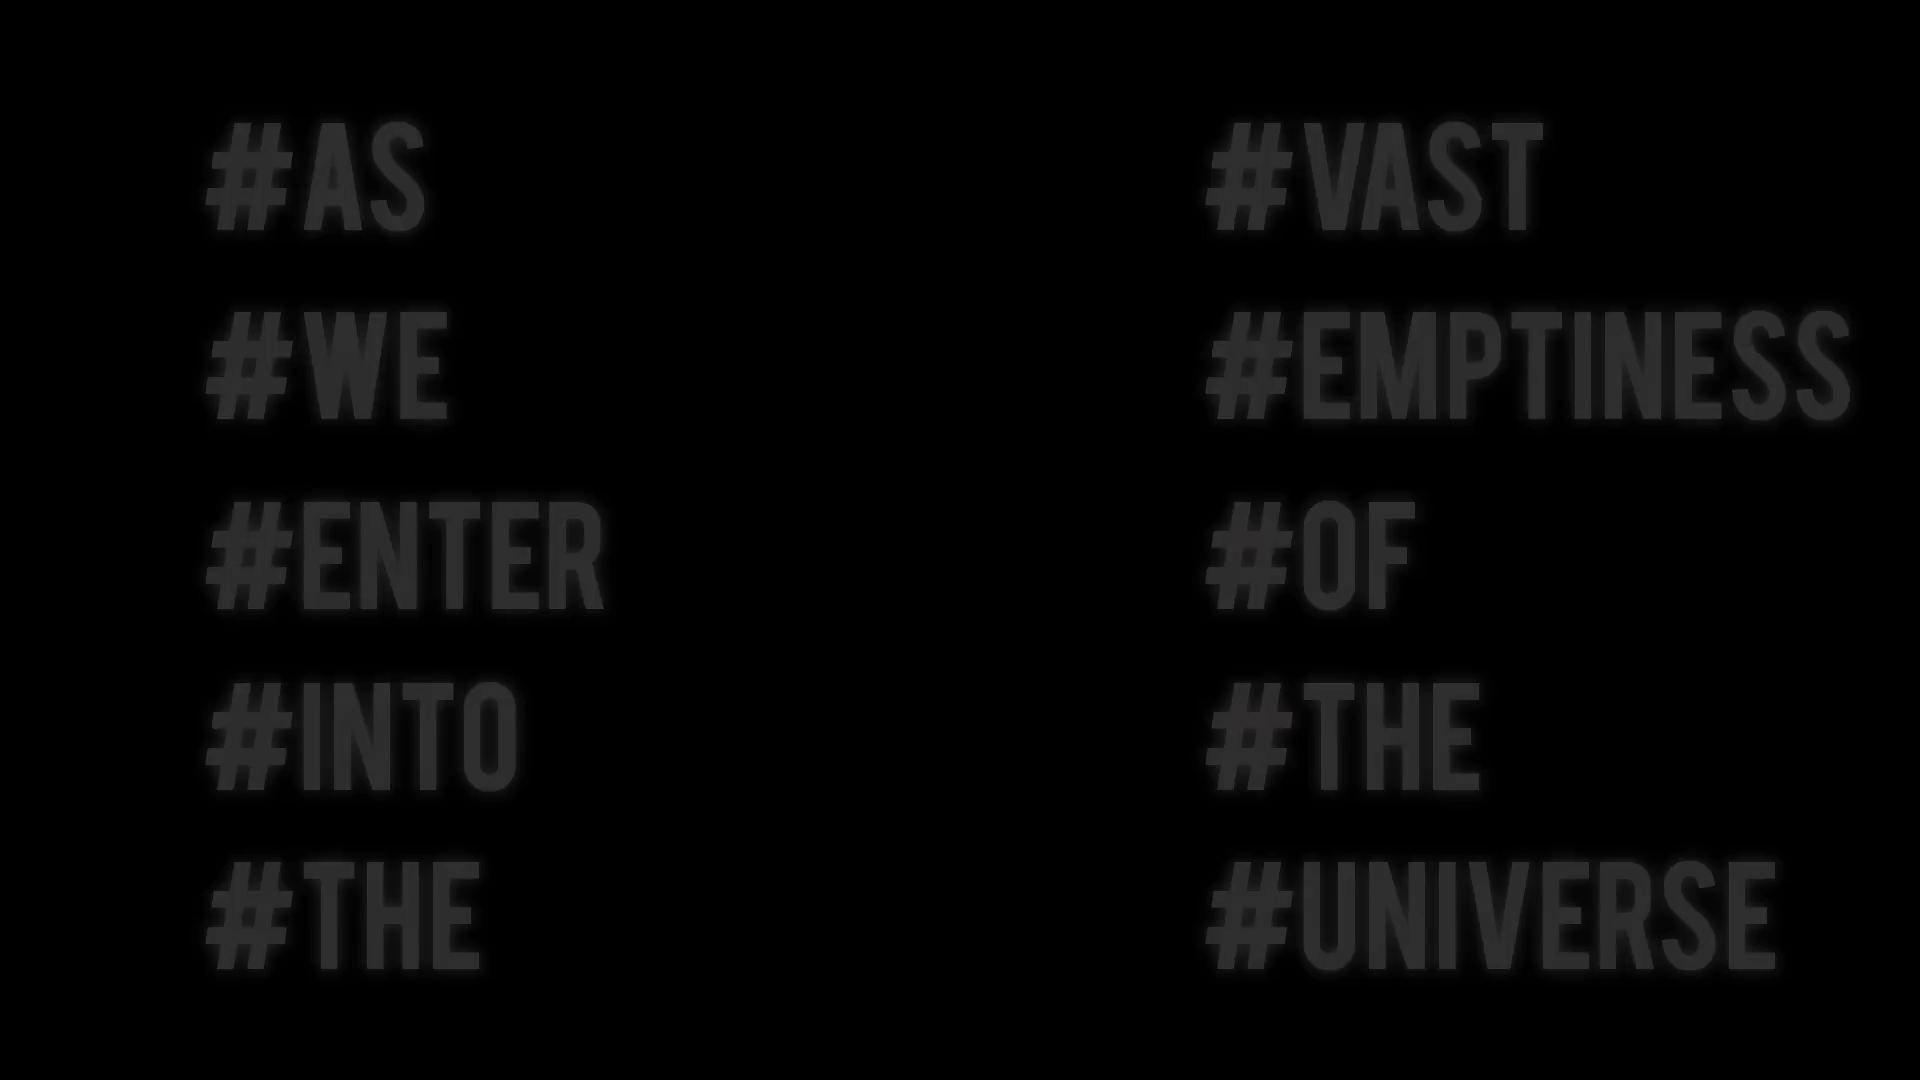 #AS
#WE
#ENTER
#INTO
#THE
#VAST
#EMPTINESS
#OF
#THE
#UNIVERSE